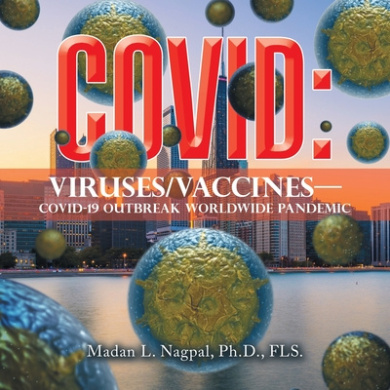 COVID:
VIRUSES/VACCINES—
COVID-19 OUTBREAK WORLDWIDE PANDEMIC
Madan L. Nagpal, Ph.D., FLS.